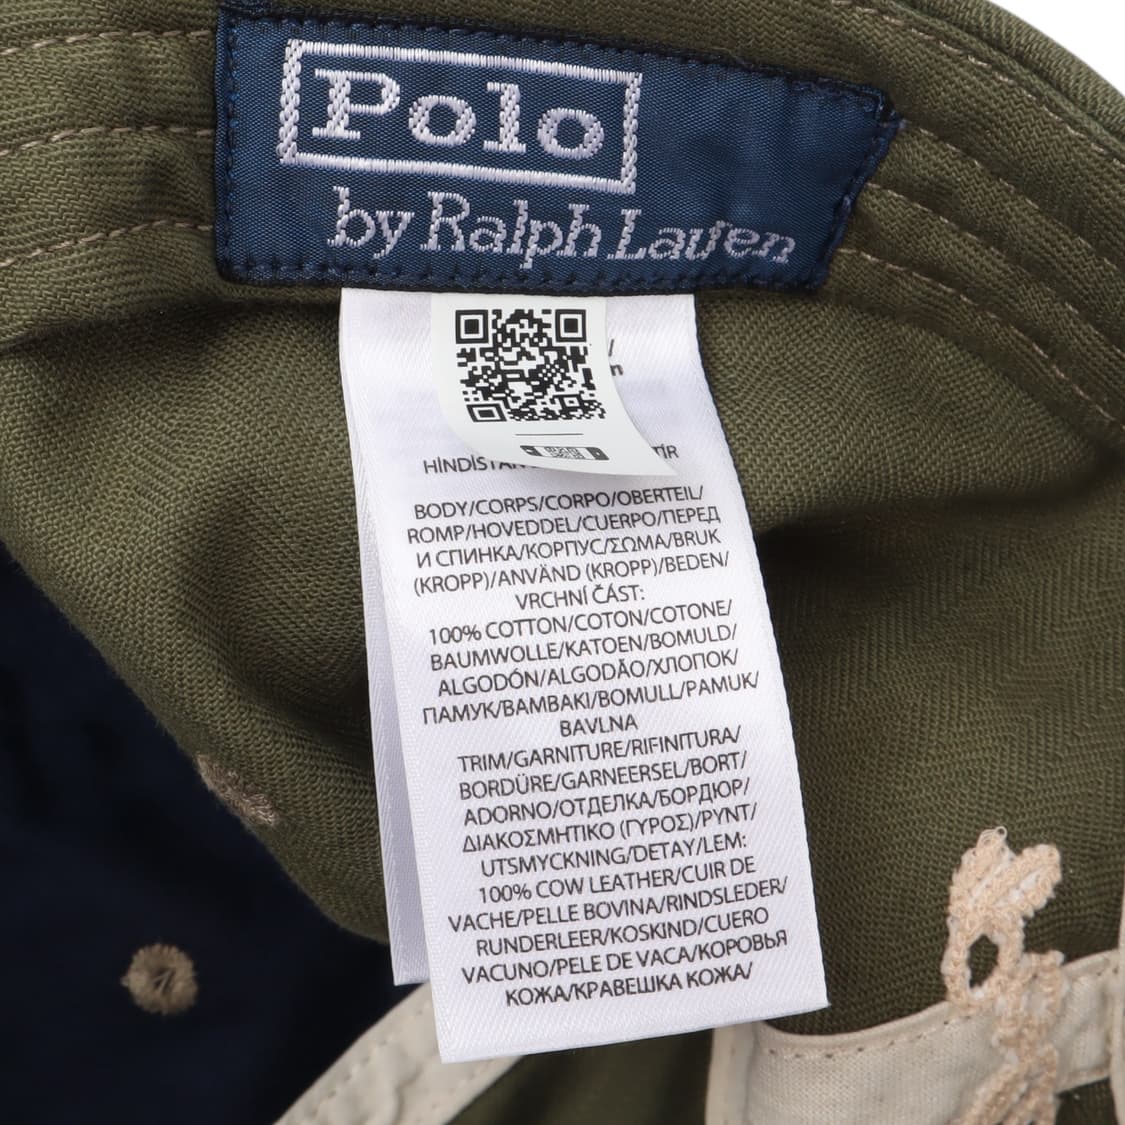 Polo
by Ralph Lauren
BODY/CORPS/CORPO/OBERTEIL/
ROMP/HOVEDDEL/CUERPO/ПЕРЕД
И СПИНКА/КОРПУС/ΣΩΜΑ/BRUK
(KROPP)/ANVÄND (KROPP)/BEDEN/
VRCHNÍ ČÁST:
100% COTTON/COTON/COTONE/
BAUMWOLLE/KATOEN/BOMULD/
ALGODÓN/ALGODÃO/ХЛОПОК/
ПАМУК/ΒΑΜΒΑΚΙ/BOMULL/PAMUK/
BAVLNA
TRIM/GARNITURE/RIFINITURA/
BORDÜRE/GARNEERSEL/BORT/
ADORNO/ОТДЕЛКА/БОРДЮР/
ΔΙΑΚΟΣΜΗΤΙΚΟ (ΓΥΡΟΣ)/PYNT/
UTSMYCKNING/DETAY/LEM:
100% COW LEATHER/CUIR DE
VACHE/PELLE BOVINA/RINDSLEDER/
RUNDERLEER/KOSKIND/CUERO
VACUNO/PELE DE VACA/КОРОВЬЯ
КОЖА/КРАВЕШКА КОЖА/